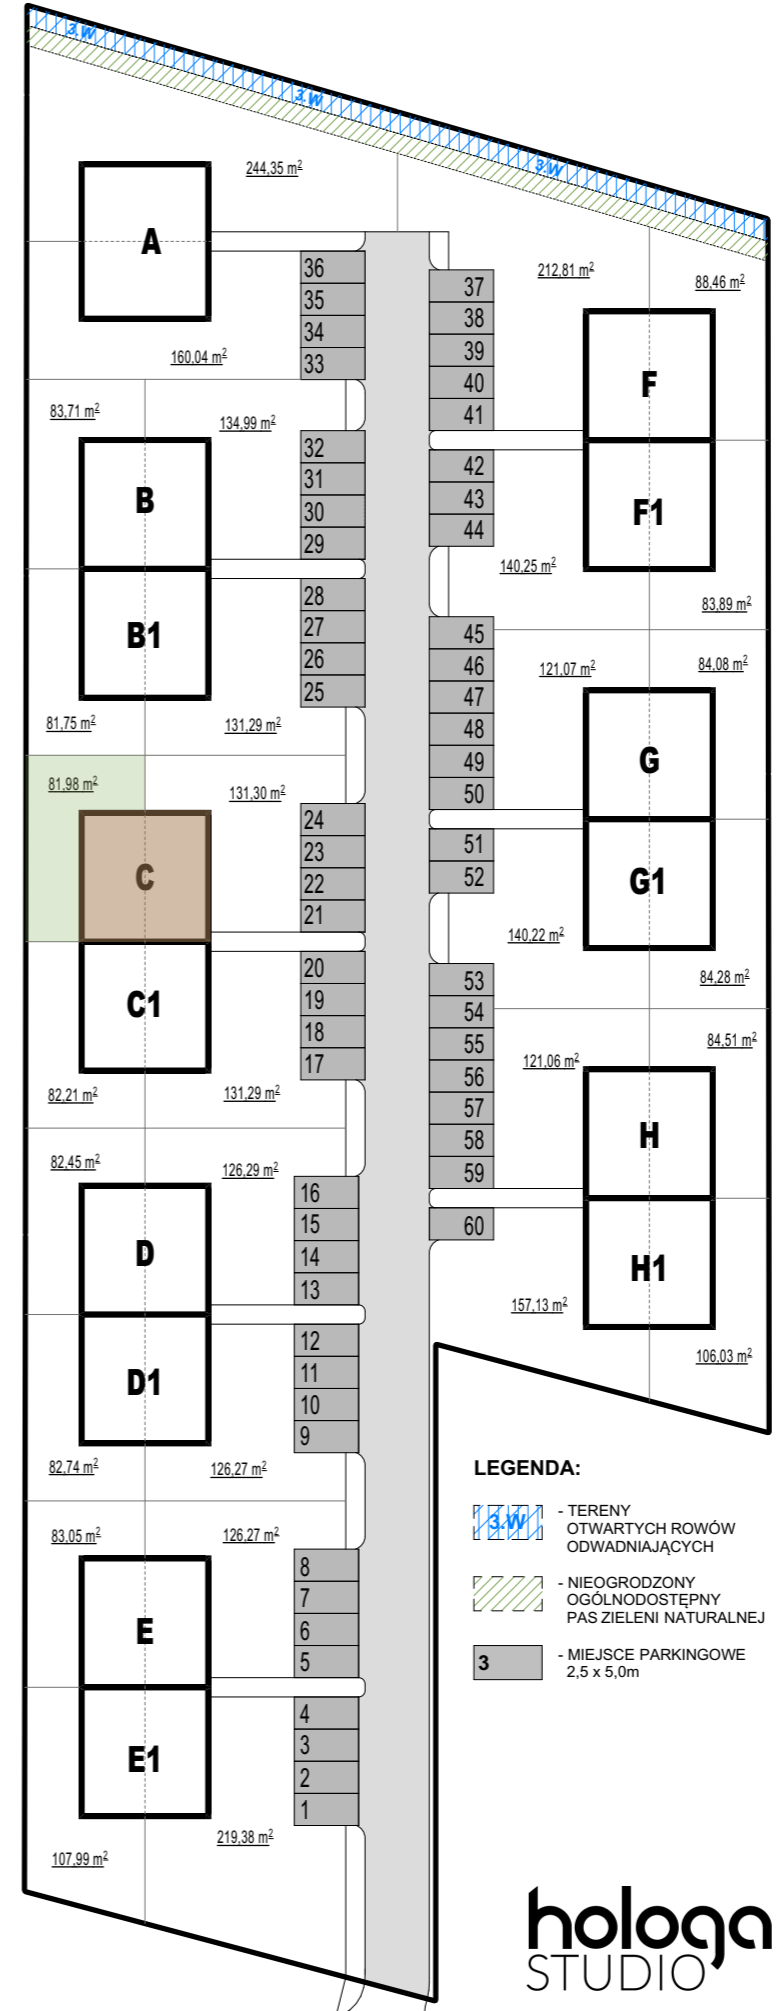 3.W
3.W
3.W
244,35 m²
A
36
35
34
33
160,04 m²
37
38
39
40
41
212,81 m²
88,46 m²
F
83,71 m²
134,99 m²
B
32
31
30
29
42
43
44
F1
140,25 m²
83,89 m²
B1
28
27
26
25
81,75 m²
131,29 m²
45
46
47
48
49
50
121,07 m²
84,08 m²
G
81,98 m²
131,30 m²
C
24
23
22
21
51
52
G1
140,22 m²
84,28 m²
C1
20
19
18
17
82,21 m²
131,29 m²
53
54
55
56
57
58
59
121,06 m²
84,51 m²
H
82,45 m²
126,29 m²
D
16
15
14
13
60
H1
157,13 m²
106,03 m²
D1
12
11
10
9
82,74 m²
126,27 m²
83,05 m²
126,27 m²
E
8
7
6
5
E1
4
3
2
1
219,38 m²
107,99 m²
LEGENDA:
3.W
- TERENY
OTWARTYCH ROWÓW
ODWADNIAJĄCYCH
- NIEOGRODZONY
OGÓLNODOSTĘPNY
PAS ZIELENI NATURALNEJ
3
- MIEJSCE PARKINGOWE
2,5 x 5,0m
hologa
STUDIO